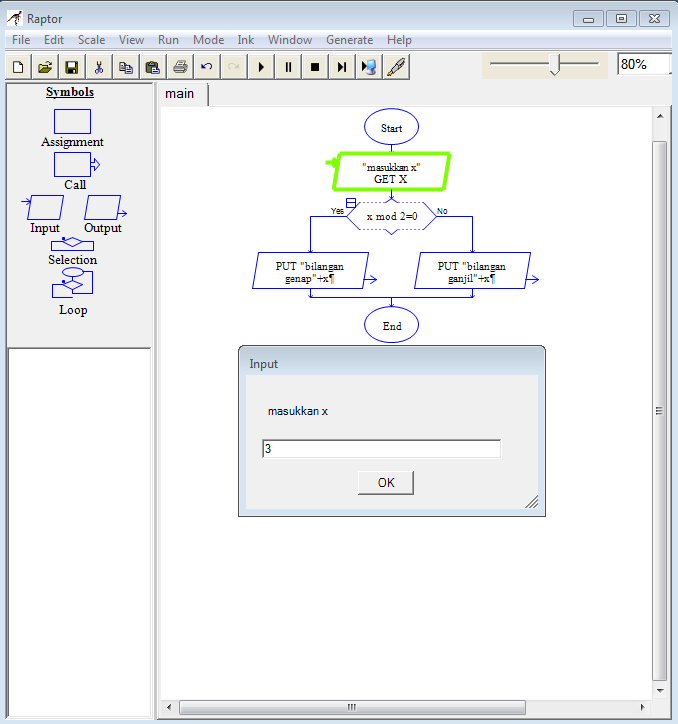 Raptor
File Edit Scale View Run Mode Ink Window Generate Help
80%
Symbols
Assignment
Call
Input Output
Selection
Loop
main
Start
"masukkan x"
GET X
Yes x mod 2=0 No
PUT "bilangan
genap"+x¶
PUT "bilangan
ganjil"+x¶
End
Input
masukkan x
3
OK